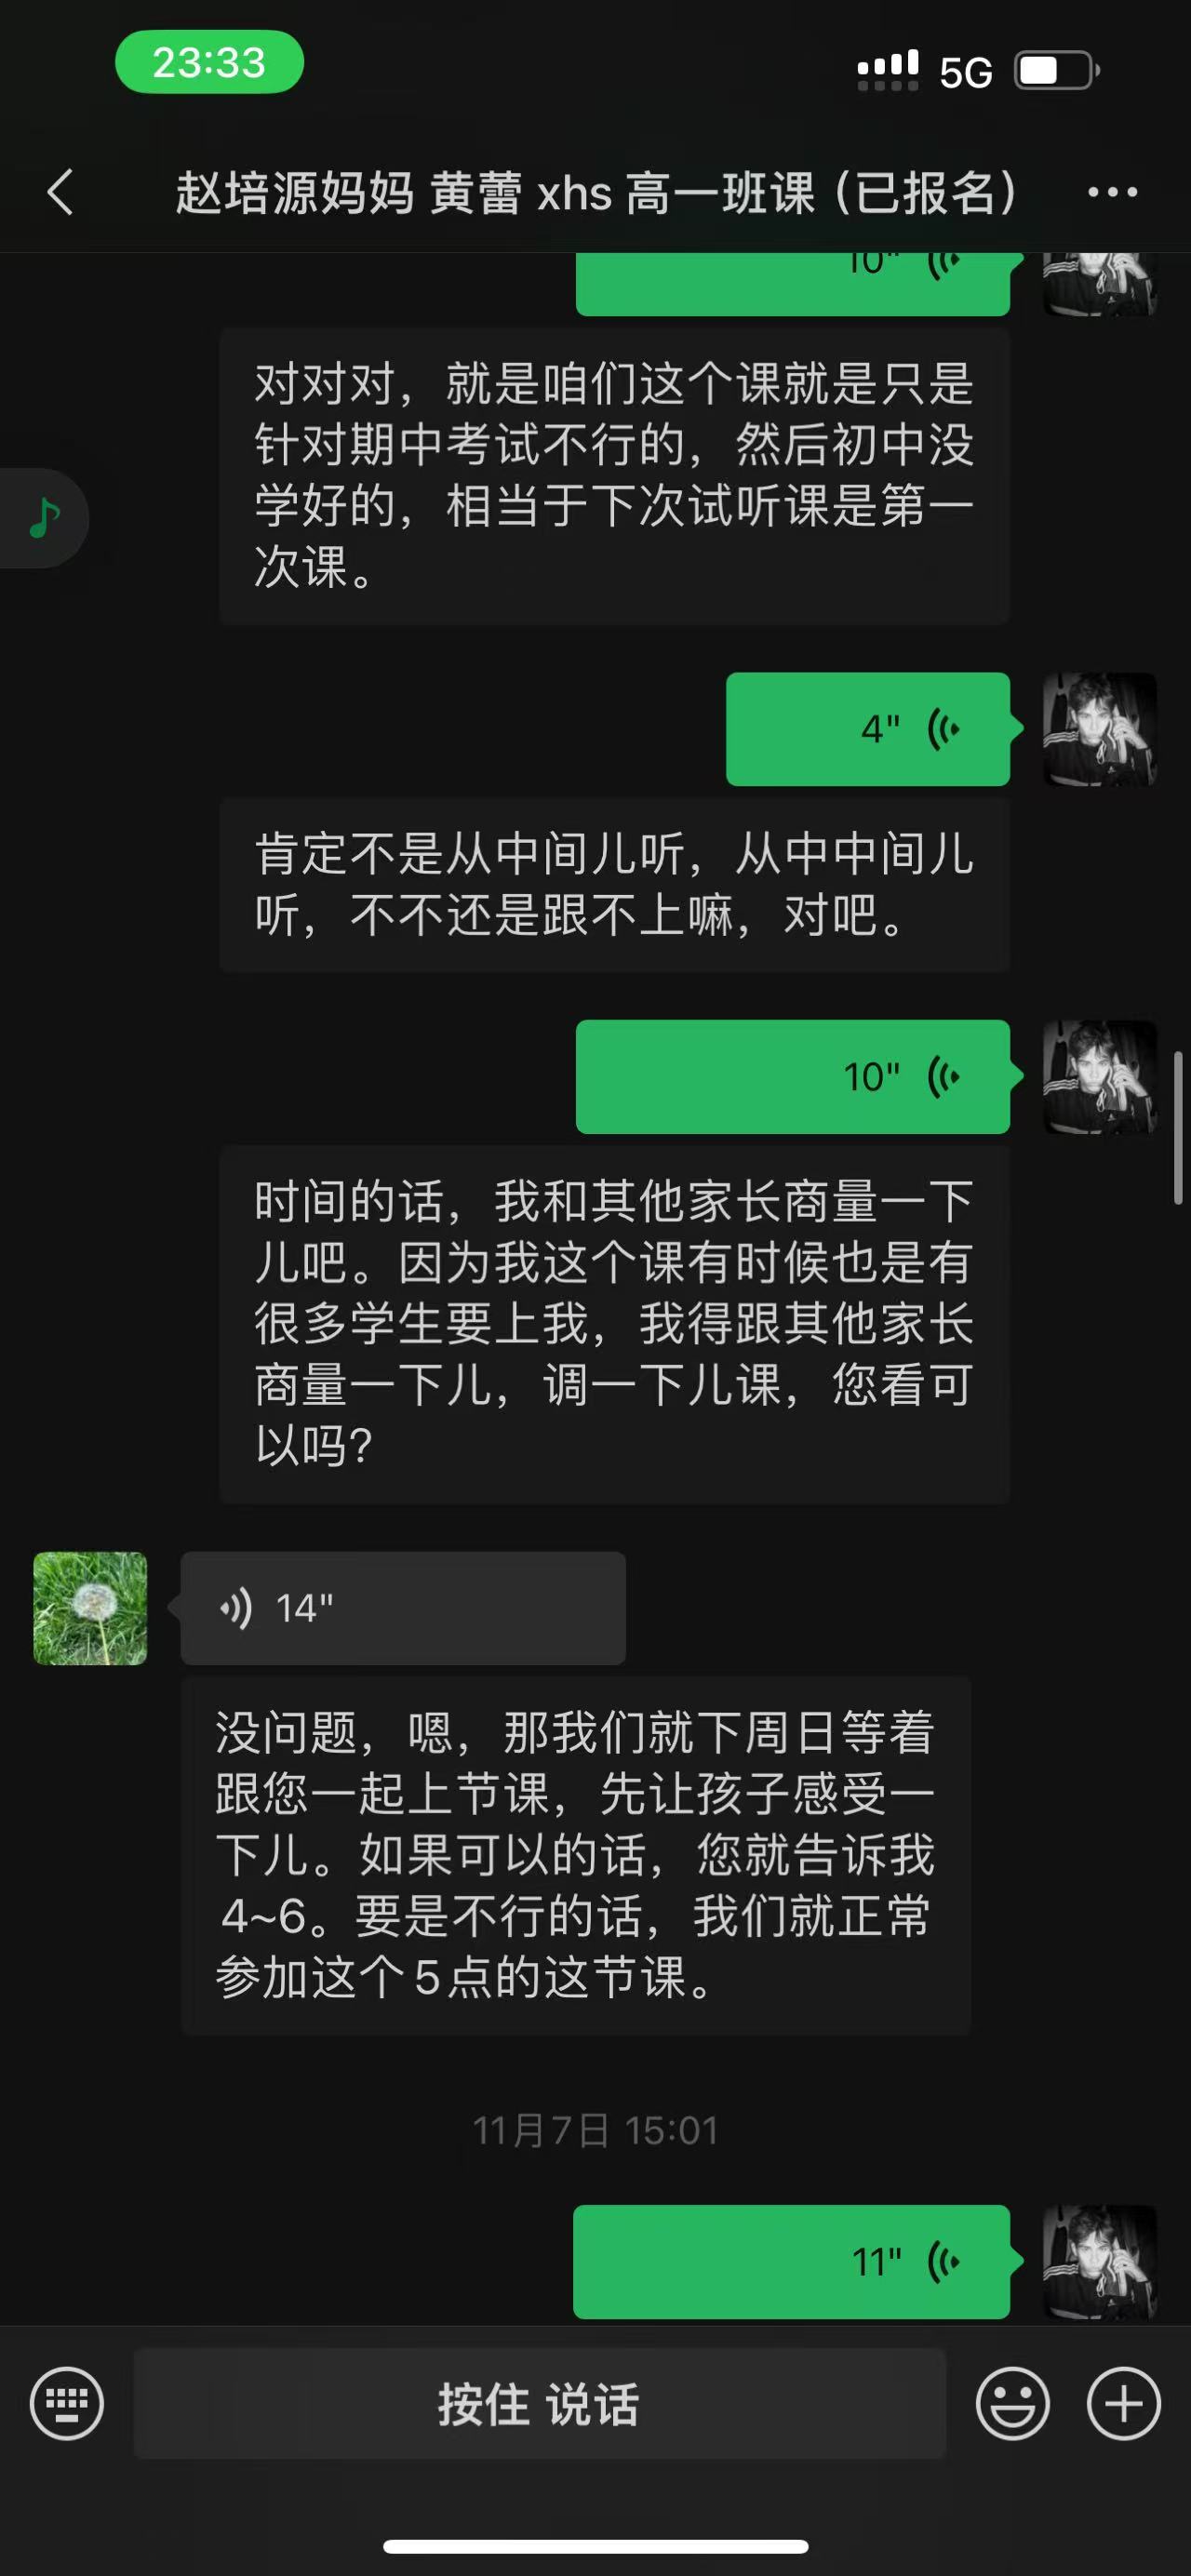 23:33
5G
赵培源妈妈 黄蕾 xhs 高一班课（已报名）
10"
对对对，就是咱们这个课就是只是
针对期中考试不行的，然后初中没
学好的，相当于下次试听课是第一
次课。
4"
肯定不是从中间儿听，从中中间儿
听，不不还是跟不上嘛，对吧。
10"
时间的话，我和其他家长商量一下
儿吧。因为我这个课有时候也是有
很多学生要上我，我得跟其他家长
商量一下儿，调一下儿课，您看可
以吗？
14"
没问题，嗯，那我们就下周日等着
跟您一起上节课，先让孩子感受一
下儿。如果可以的话，您就告诉我
4~6。要是不行的话，我们就正常
参加这个5点的这节课。
11月7日 15:01
11"
按住 说话